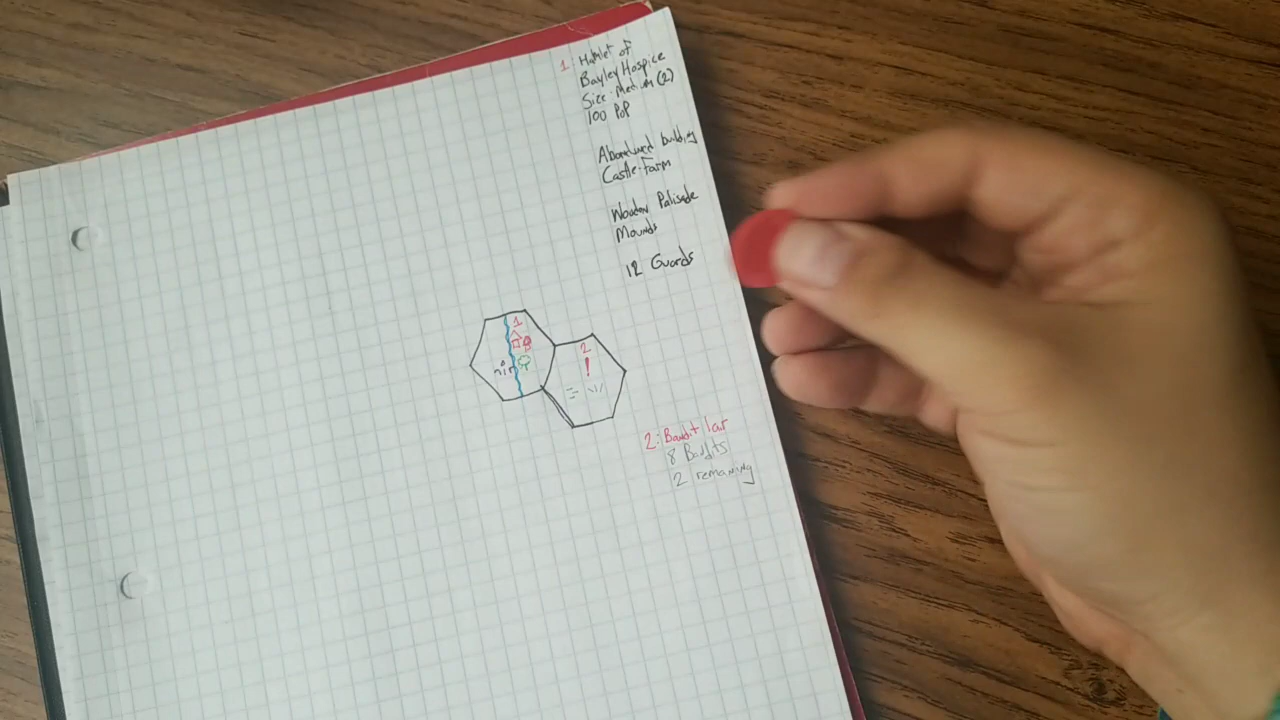 1: Hamlet of
Bayley Hospice
Size: Medium (2)
100 Pop
Abandoned building
Castle-Farm
Wooden Palisade
Mounds
12 Guards
1
2
!
2: Bandit lair
8 Bandits
2 remaining